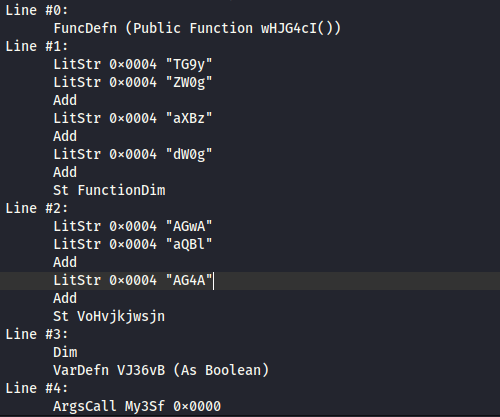 Line #0:
FuncDefn (Public Function wHJG4cI())
Line #1:
LitStr 0×0004 "TG9y"
LitStr 0×0004 "ZW0g"
Add
LitStr 0×0004 "aXBz"
Add
LitStr 0×0004 "dW0g"
Add
St FunctionDim
Line #2:
LitStr 0×0004 "AGwA"
LitStr 0×0004 "aQBl"
Add
LitStr 0×0004 "AG4A"
Add
St VoHvjkjwsjn
Line #3:
Dim
VarDefn VJ36vB (As Boolean)
Line #4:
ArgsCall My3Sf 0×0000